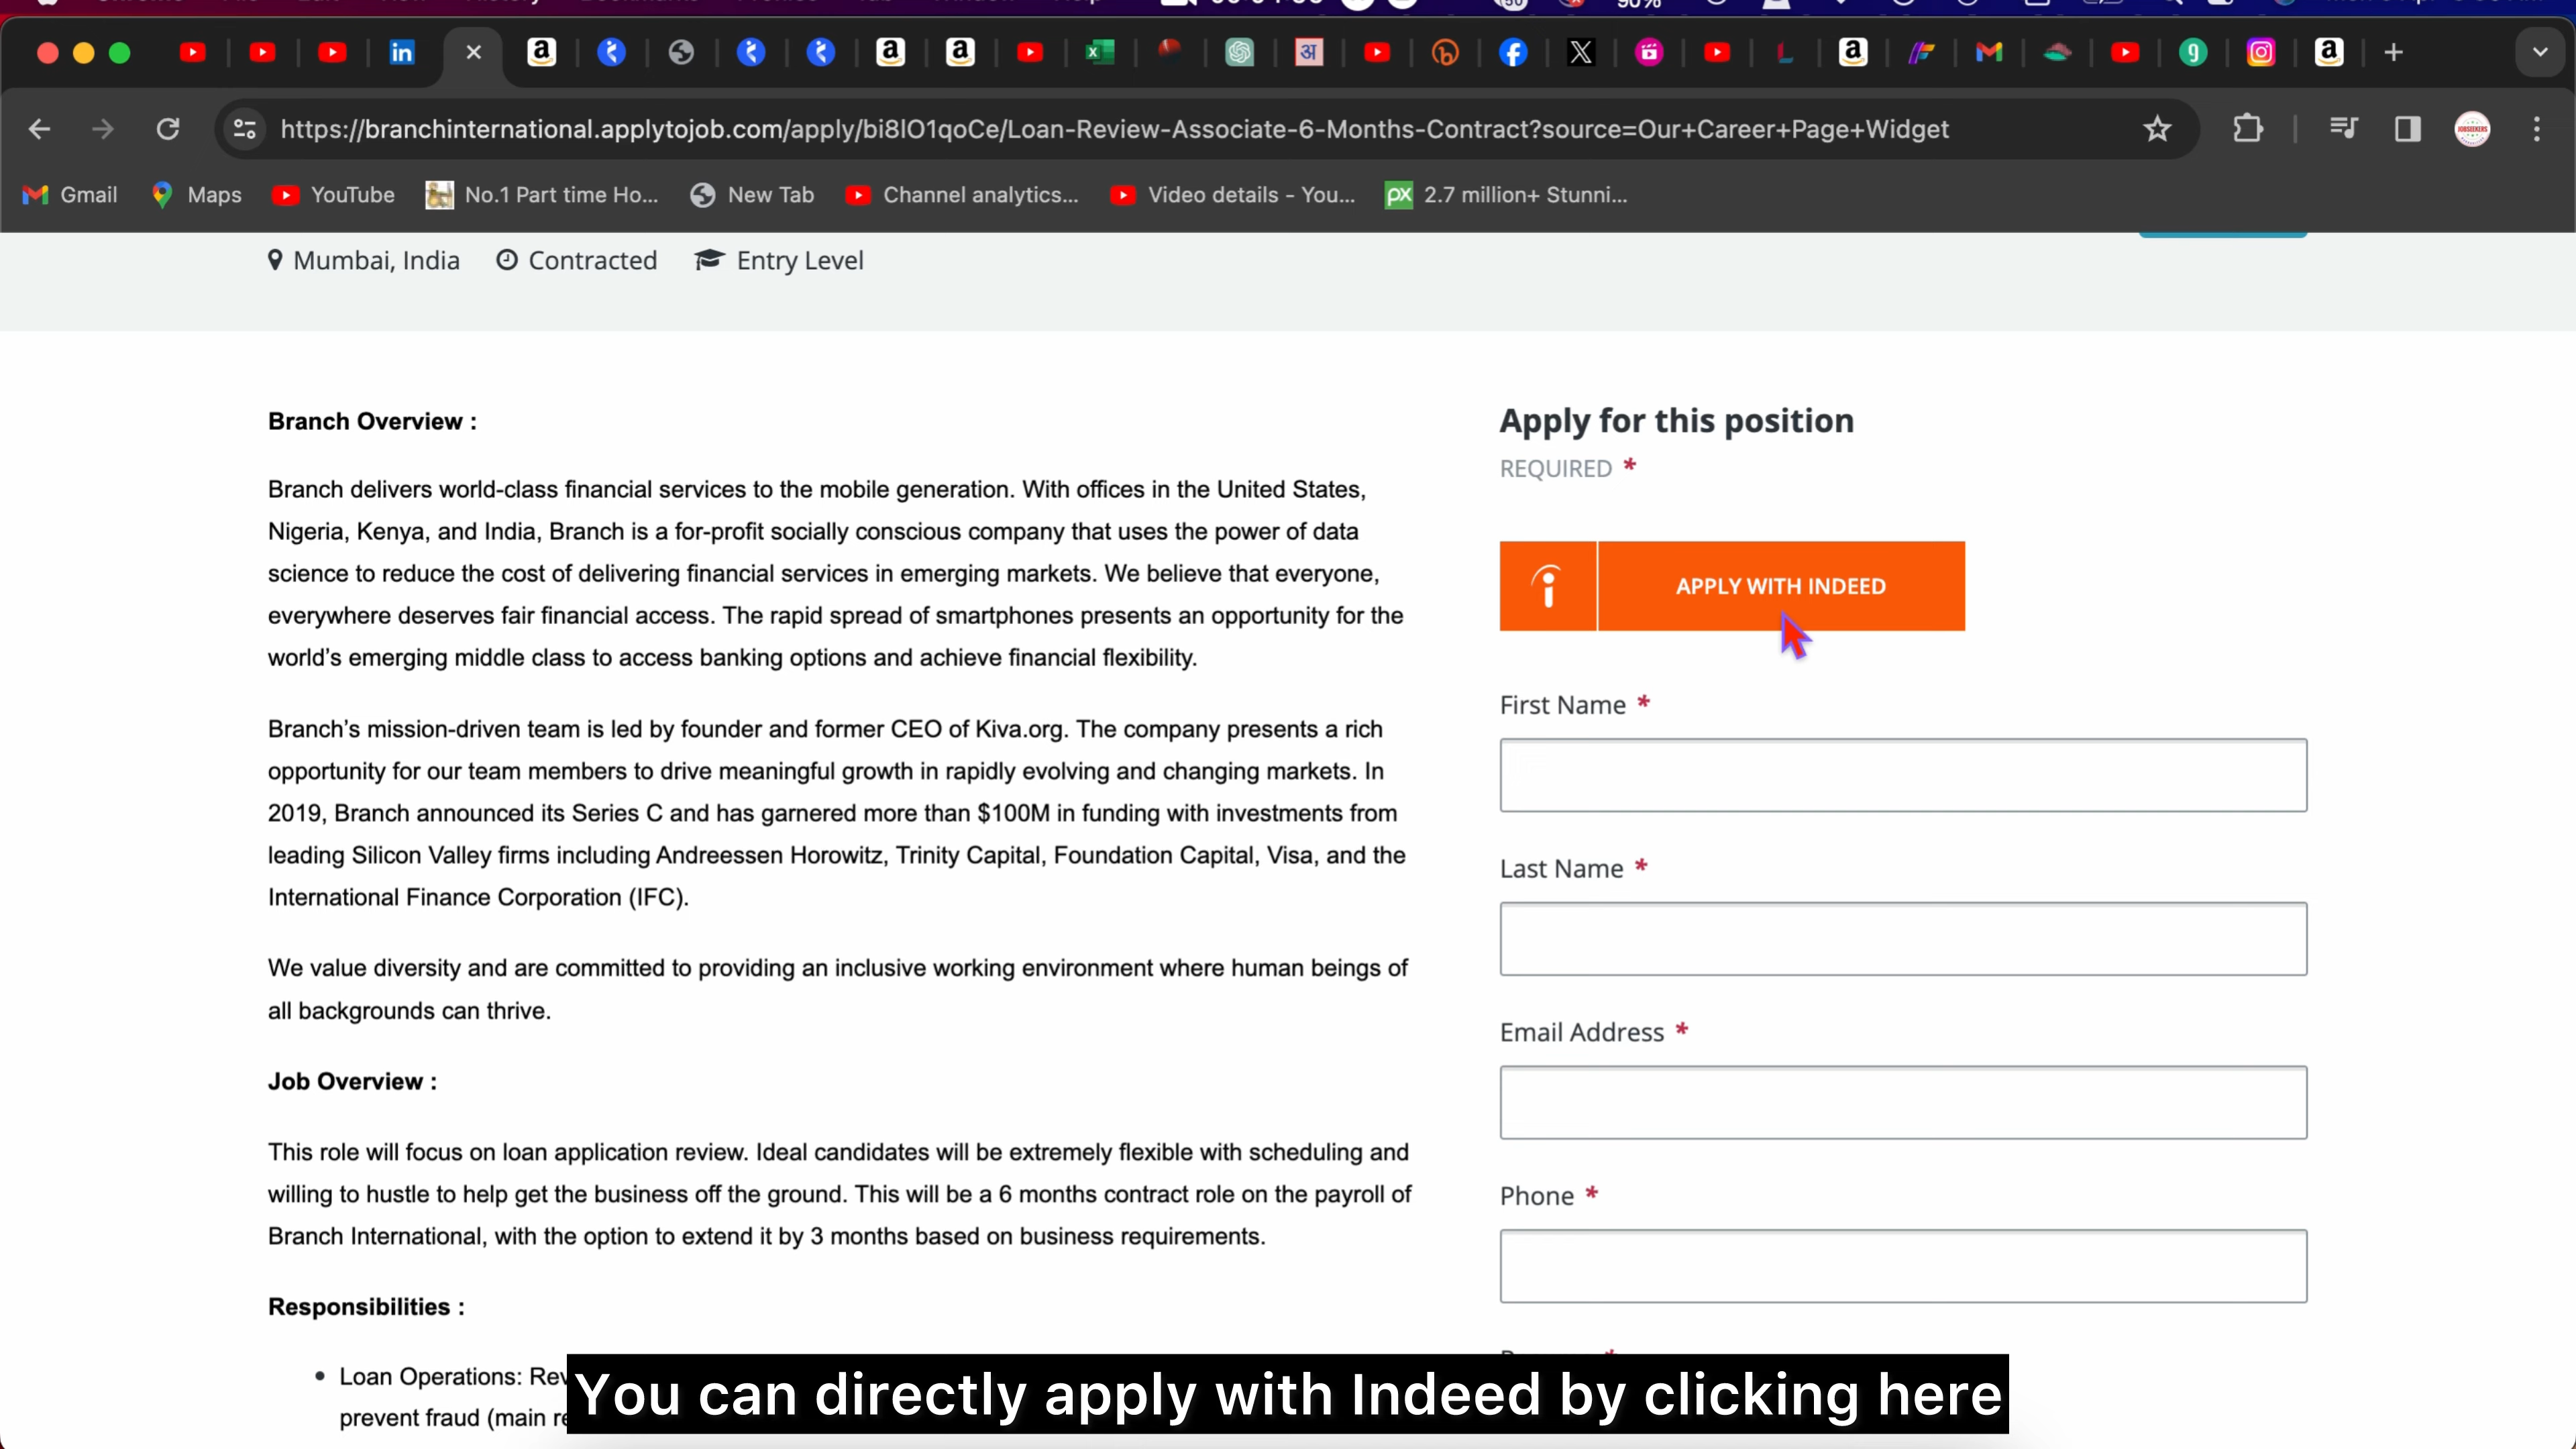 https://branchinternational.applytojob.com/apply/bi8lO1qoCe/Loan-Review-Associate-6-Months-Contract?source=Our+Career+Page+Widget
Gmail Maps YouTube No.1 Part time Ho... New Tab Channel analytics... Video details - You... 2.7 million+ Stunni...
Mumbai, India Contracted Entry Level
Branch Overview :
Branch delivers world-class financial services to the mobile generation. With offices in the United States,
Nigeria, Kenya, and India, Branch is a for-profit socially conscious company that uses the power of data
science to reduce the cost of delivering financial services in emerging markets. We believe that everyone,
everywhere deserves fair financial access. The rapid spread of smartphones presents an opportunity for the
world's emerging middle class to access banking options and achieve financial flexibility.
Branch's mission-driven team is led by founder and former CEO of Kiva.org. The company presents a rich
opportunity for our team members to drive meaningful growth in rapidly evolving and changing markets. In
2019, Branch announced its Series C and has garnered more than $100M in funding with investments from
leading Silicon Valley firms including Andreessen Horowitz, Trinity Capital, Foundation Capital, Visa, and the
International Finance Corporation (IFC).
We value diversity and are committed to providing an inclusive working environment where human beings of
all backgrounds can thrive.
Job Overview :
This role will focus on loan application review. Ideal candidates will be extremely flexible with scheduling and
willing to hustle to help get the business off the ground. This will be a 6 months contract role on the payroll of
Branch International, with the option to extend it by 3 months based on business requirements.
Responsibilities :
Loan Operations:
prevent fraud (main
Apply for this position
REQUIRED *
APPLY WITH INDEED
First Name *
Last Name *
Email Address *
Phone *
You can directly apply with Indeed by clicking here